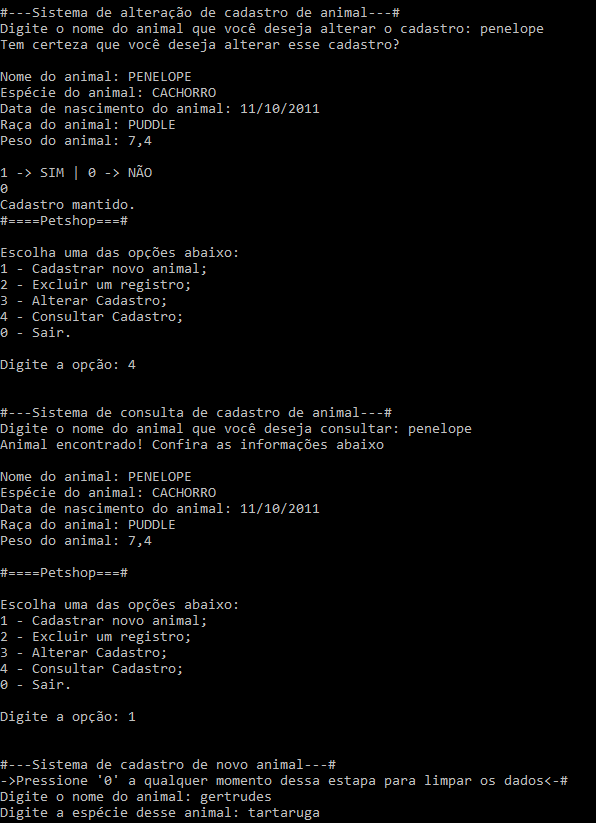 #---Sistema de alteração de cadastro de animal---#
Digite o nome do animal que você deseja alterar o cadastro: penelope
Tem certeza que você deseja alterar esse cadastro?
Nome do animal: PENELOPE
Espécie do animal: CACHORRO
Data de nascimento do animal: 11/10/2011
Raça do animal: PUDDLE
Peso do animal: 7,4
1 -> SIM | 0 -> NÃO
0
Cadastro mantido.
#====Petshop===#
Escolha uma das opções abaixo:
1 - Cadastrar novo animal;
2 - Excluir um registro;
3 - Alterar Cadastro;
4 - Consultar Cadastro;
0 - Sair.
Digite a opção: 4
#---Sistema de consulta de cadastro de animal---#
Digite o nome do animal que você deseja consultar: penelope
Animal encontrado! Confira as informações abaixo
Nome do animal: PENELOPE
Espécie do animal: CACHORRO
Data de nascimento do animal: 11/10/2011
Raça do animal: PUDDLE
Peso do animal: 7,4
#====Petshop===#
Escolha uma das opções abaixo:
1 - Cadastrar novo animal;
2 - Excluir um registro;
3 - Alterar Cadastro;
4 - Consultar Cadastro;
0 - Sair.
Digite a opção: 1
#---Sistema de cadastro de novo animal---#
->Pressione '0' a qualquer momento dessa estapa para limpar os dados<-#
Digite o nome do animal: gertrudes
Digite a espécie desse animal: tartaruga